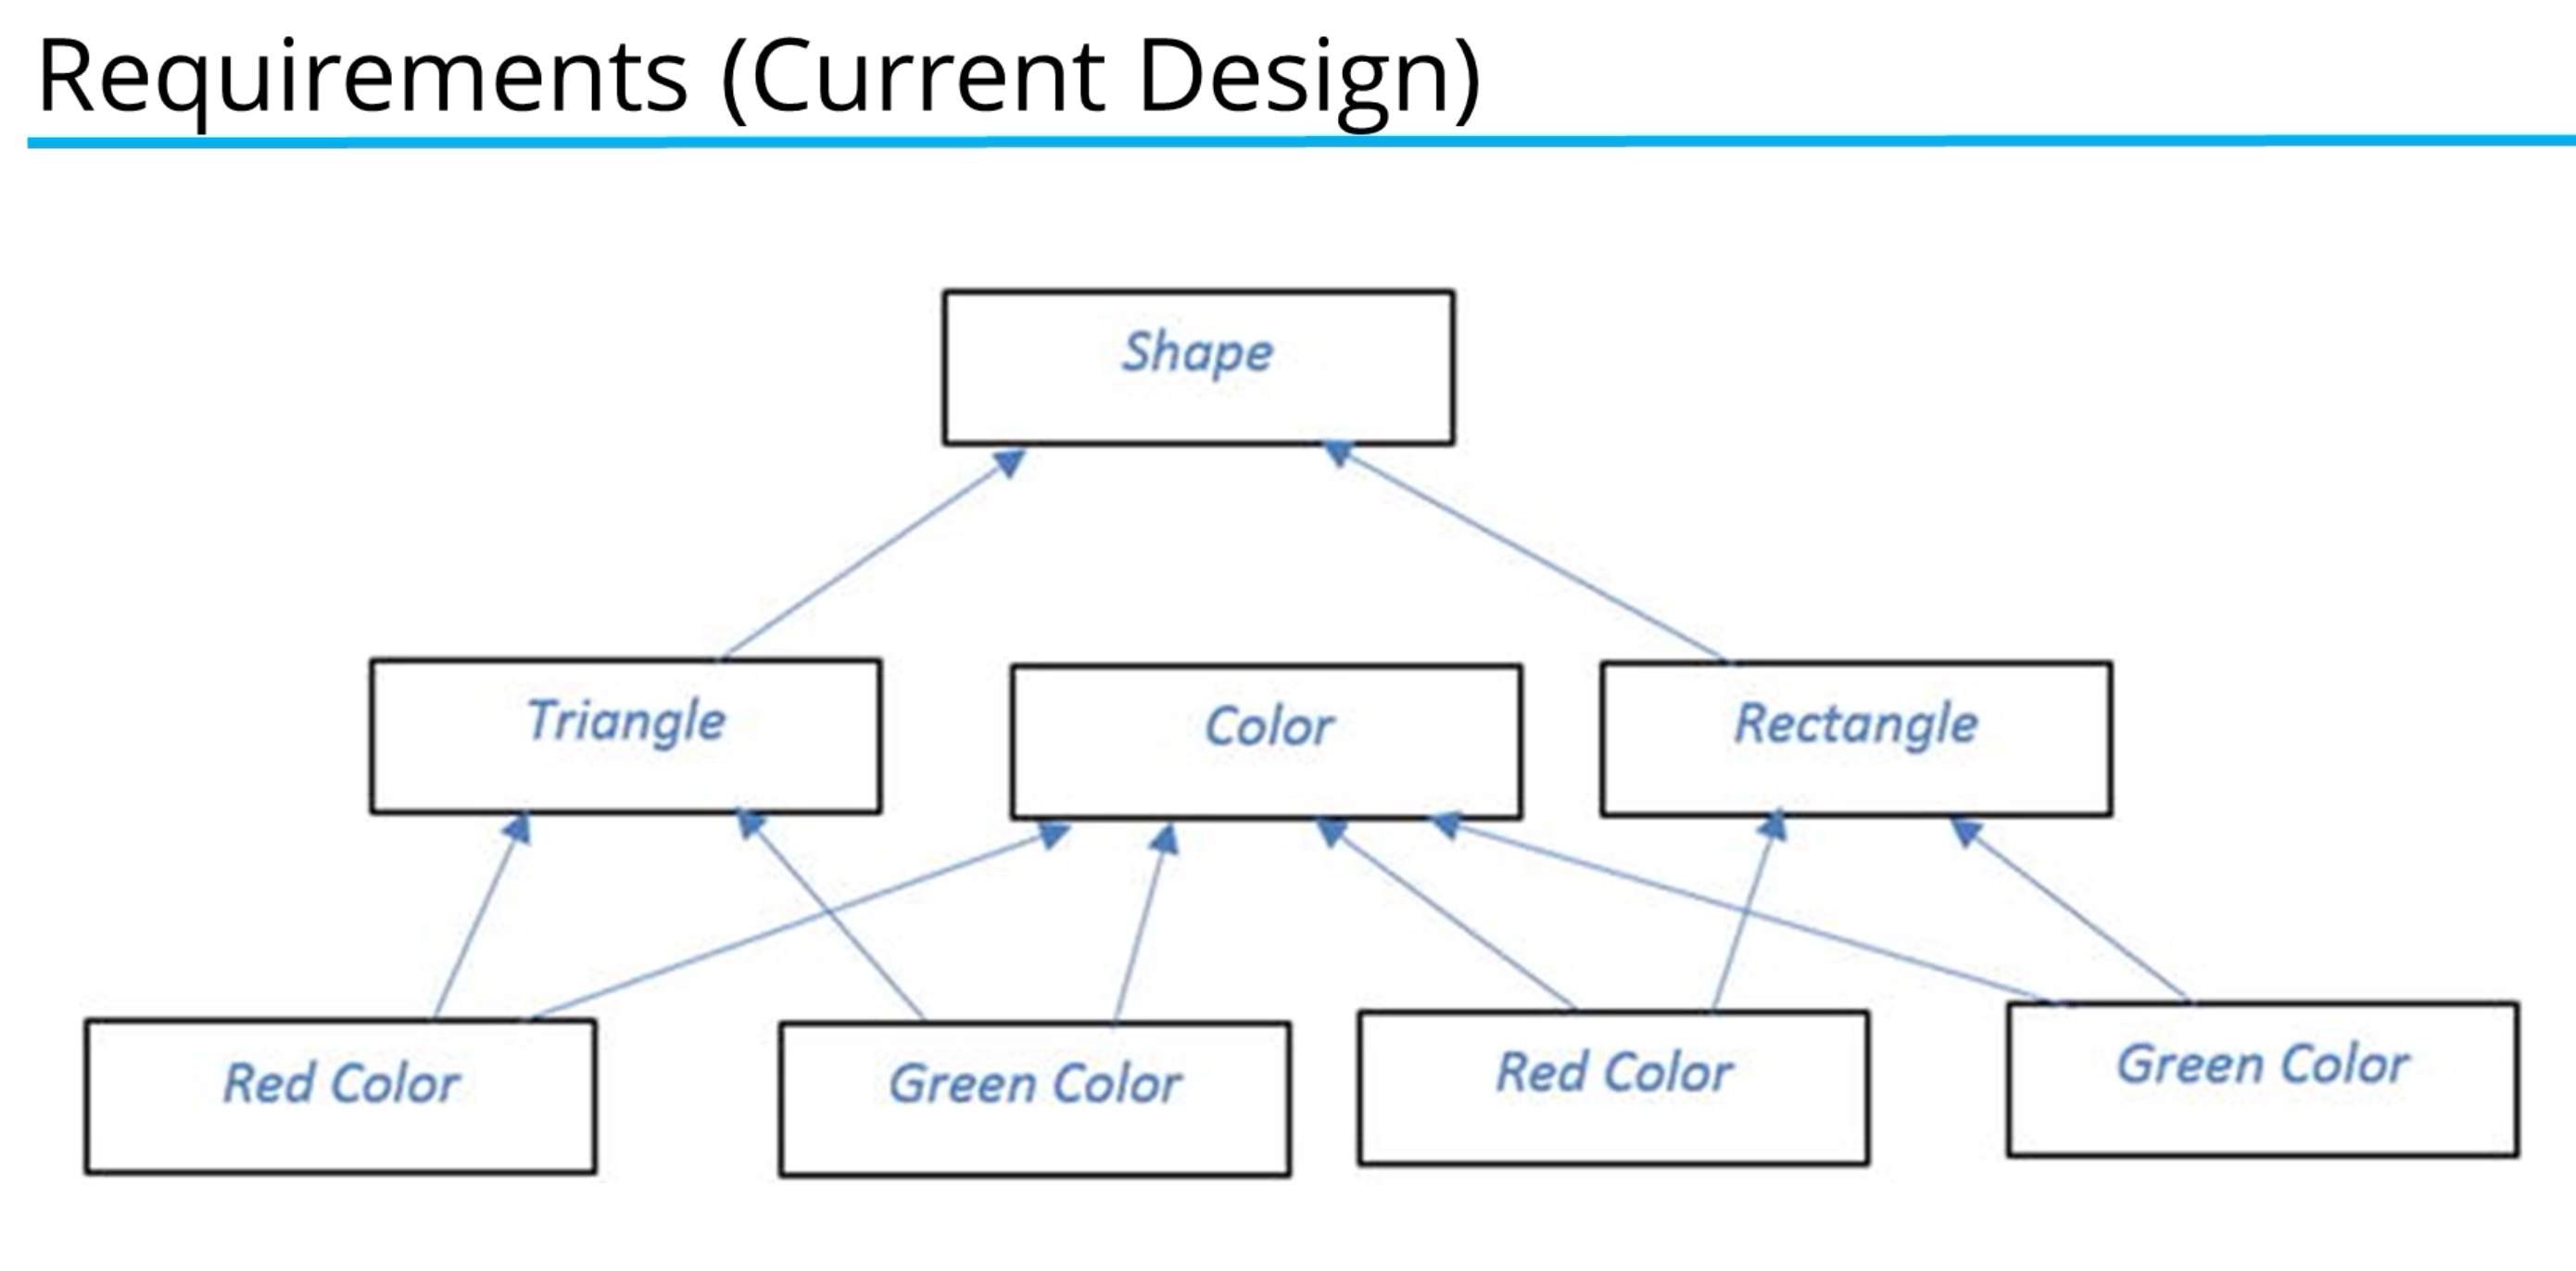 Requirements (Current Design)
Shape
Triangle
Color
Rectangle
Red Color
Green Color
Red Color
Green Color